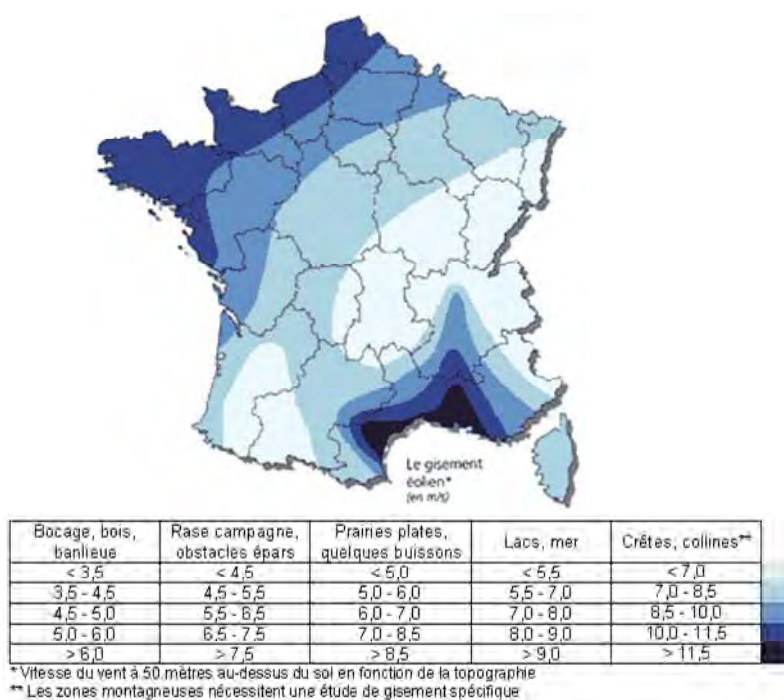 Le gisement
éolien*
(en m/s)
Bocage, bois, banlieue | Rase campagne, obstacles épars | Prairies plates, quelques buissons | Lacs, mer | Crêtes, collines**
< 3,5 | < 4,5 | < 5,0 | < 5,5 | < 7,0
3,5 - 4,5 | 4,5 - 5,5 | 5,0 - 6,0 | 5,5 - 7,0 | 7,0 - 8,5
4,5 - 5,0 | 5,5 - 6,5 | 6,0 - 7,0 | 7,0 - 8,0 | 8,5 - 10,0
5,0 - 6,0 | 6,5 - 7,5 | 7,0 - 8,5 | 8,0 - 9,0 | 10,0 - 11,5
> 6,0 | > 7,5 | > 8,5 | > 9,0 | > 11,5
* Vitesse du vent à 50 mètres au-dessus du sol en fonction de la topographie
** Les zones montagneuses nécessitent une étude de gisement spécifique